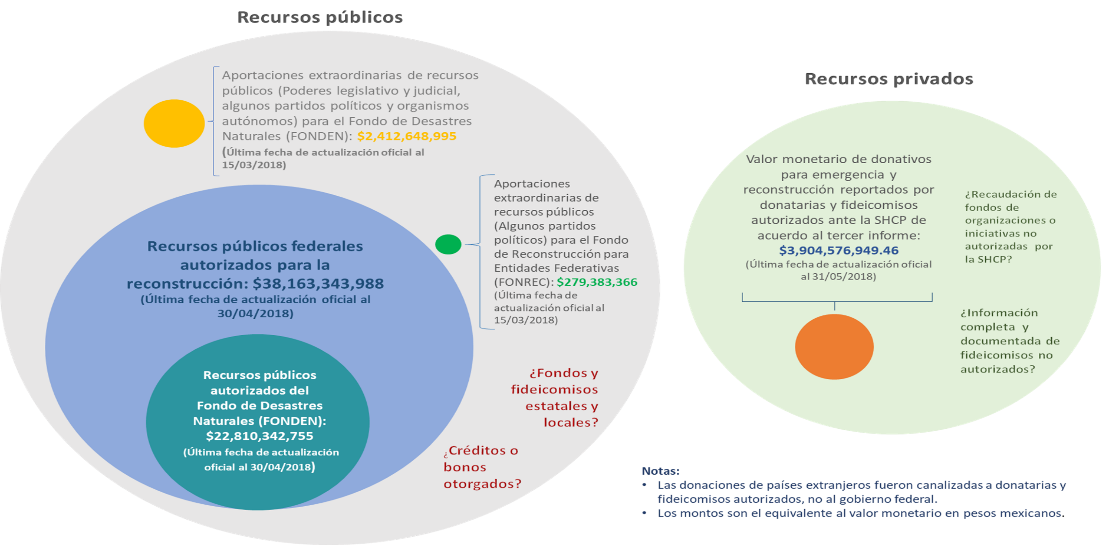 Recursos públicos
Aportaciones extraordinarias de recursos
públicos (Poderes legislativo y judicial,
algunos partidos políticos y organismos
autónomos) para el Fondo de Desastres
Naturales (FONDEN): $2,412,648,995
(Última fecha de actualización oficial al
15/03/2018)
Aportaciones
extraordinarias de
recursos públicos
(Algunos partidos
políticos) para el Fondo
de Reconstrucción para
Entidades Federativas
(FONREC): $279,383,366
(Última fecha de
actualización oficial al
15/03/2018)
Recursos públicos federales
autorizados para la
reconstrucción: $38,163,343,988
(Última fecha de actualización oficial al
30/04/2018)
Recursos públicos
autorizados del
Fondo de Desastres
Naturales (FONDEN):
$22,810,342,755
(Última fecha de actualización
oficial al 30/04/2018)
¿Fondos y
fideicomisos
estatales y
locales?
¿Créditos o
bonos
otorgados?
Recursos privados
Valor monetario de donativos
para emergencia y
reconstrucción reportados por
donatarias y fideicomisos
autorizados ante la SHCP de
acuerdo al tercer informe:
$3,904,576,949.46
(Última fecha de actualización oficial
al 31/05/2018)
¿Recaudación de
fondos de
organizaciones o
iniciativas no
autorizadas por
la SHCP?
¿Información
completa y
documentada de
fideicomisos no
autorizados?
Notas:
• Las donaciones de países extranjeros fueron canalizadas a donatarias y
fideicomisos autorizados, no al gobierno federal.
• Los montos son el equivalente al valor monetario en pesos mexicanos.